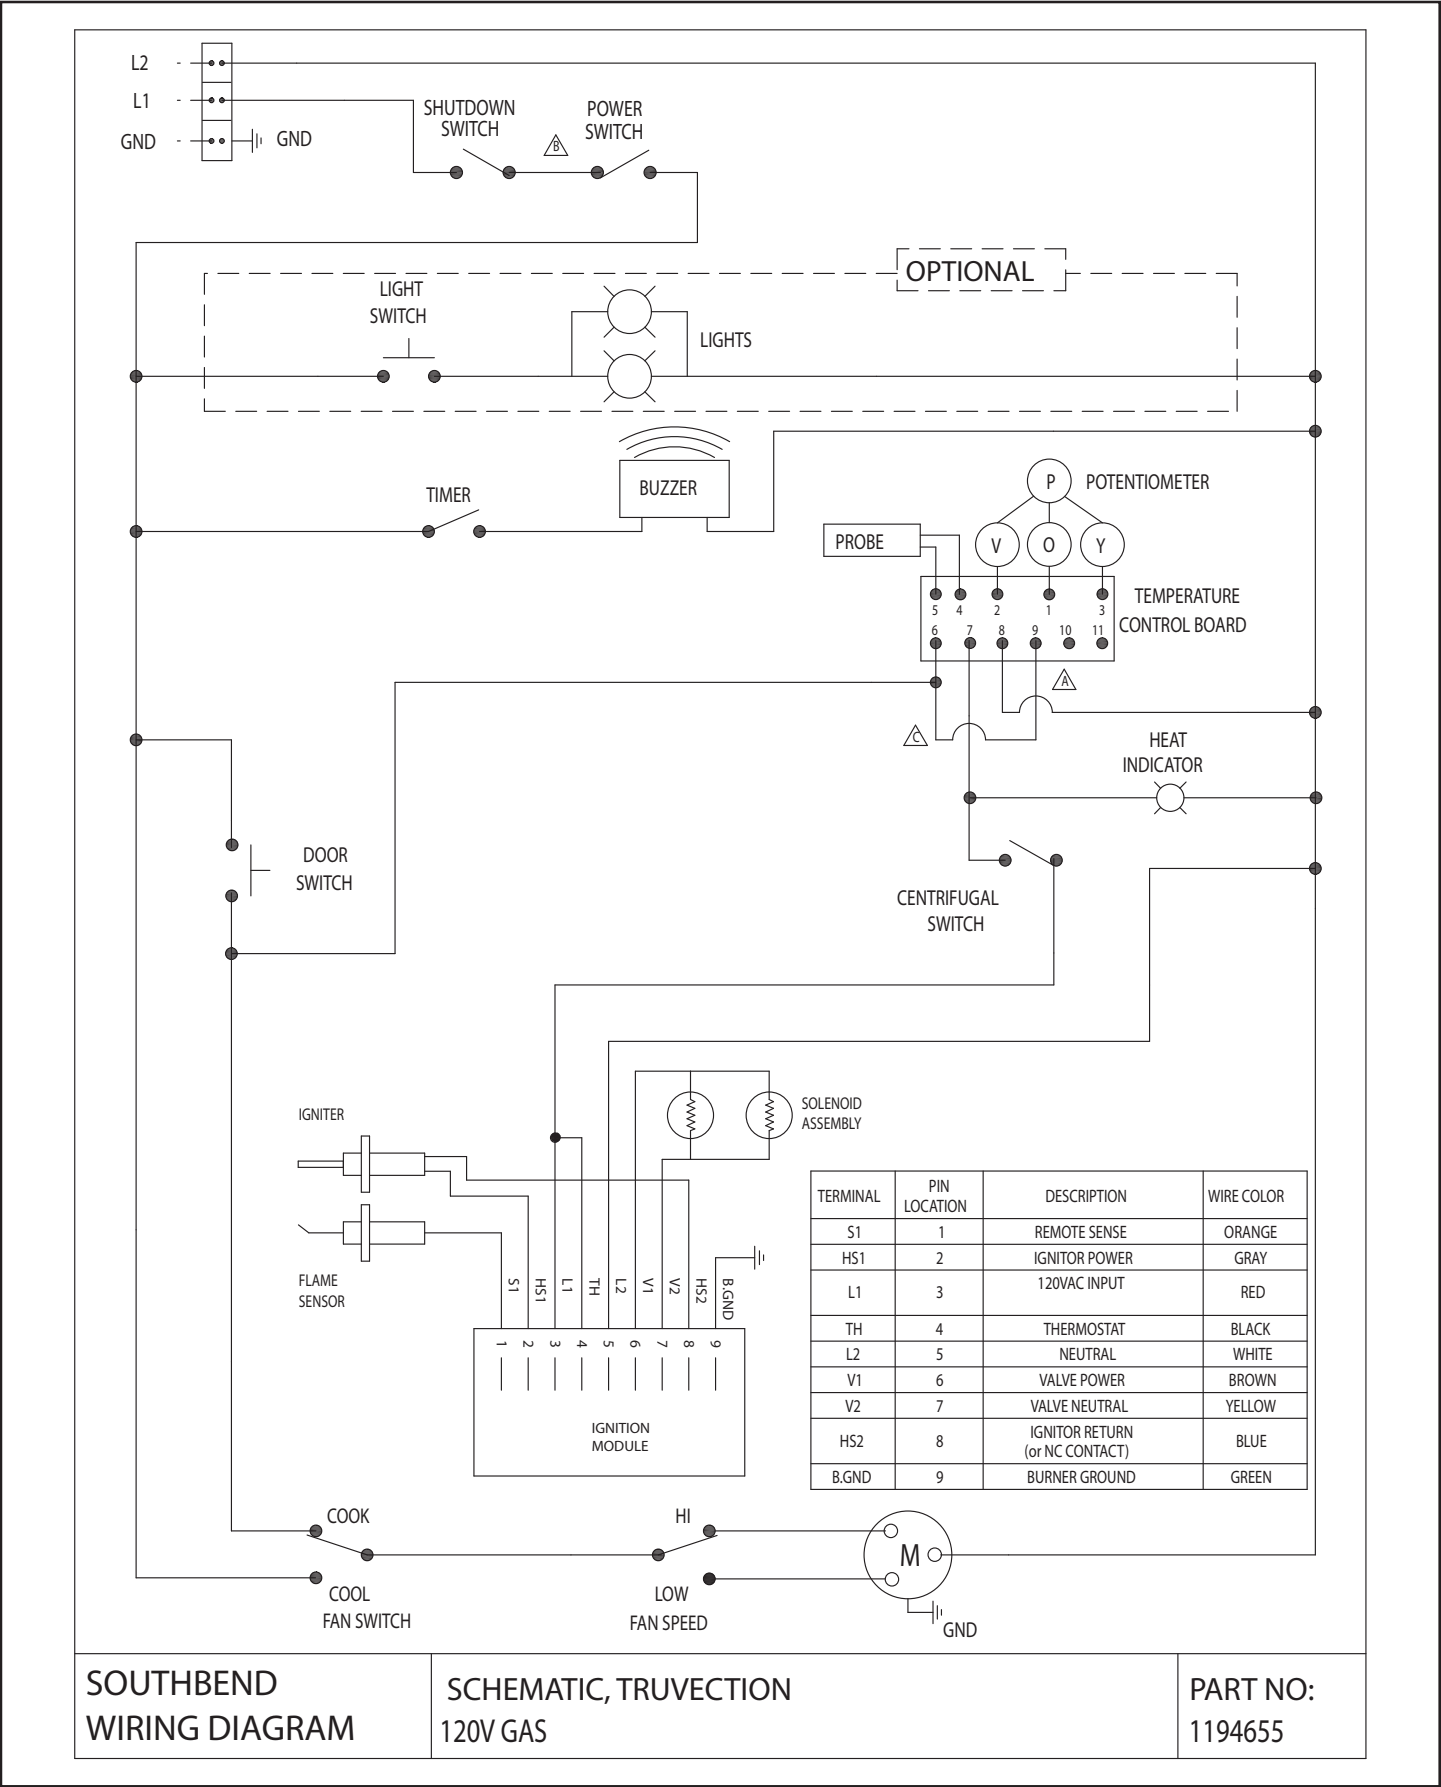 L2
L1
GND
GND
SHUTDOWN
SWITCH
B
POWER
SWITCH
OPTIONAL
LIGHT
SWITCH
LIGHTS
TIMER
BUZZER
P
POTENTIOMETER
PROBE
V
O
Y
5 4 2 1 3
6 7 8 9 10 11
TEMPERATURE
CONTROL BOARD
A
C
HEAT
INDICATOR
DOOR
SWITCH
CENTRIFUGAL
SWITCH
IGNITER
SOLENOID
ASSEMBLY
FLAME
SENSOR
S1
HS1
L1
TH
L2
V1
V2
HS2
B.GND
1 2 3 4 5 6 7 8 9
IGNITION
MODULE
TERMINAL PIN LOCATION DESCRIPTION WIRE COLOR
S1 1 REMOTE SENSE ORANGE
HS1 2 IGNITOR POWER GRAY
L1 3 120VAC INPUT RED
TH 4 THERMOSTAT BLACK
L2 5 NEUTRAL WHITE
V1 6 VALVE POWER BROWN
V2 7 VALVE NEUTRAL YELLOW
HS2 8 IGNITOR RETURN (or NC CONTACT) BLUE
B.GND 9 BURNER GROUND GREEN
COOK
COOL
FAN SWITCH
HI
LOW
FAN SPEED
M
GND
SOUTHBEND
WIRING DIAGRAM
SCHEMATIC, TRUVECTION
120V GAS
PART NO:
1194655